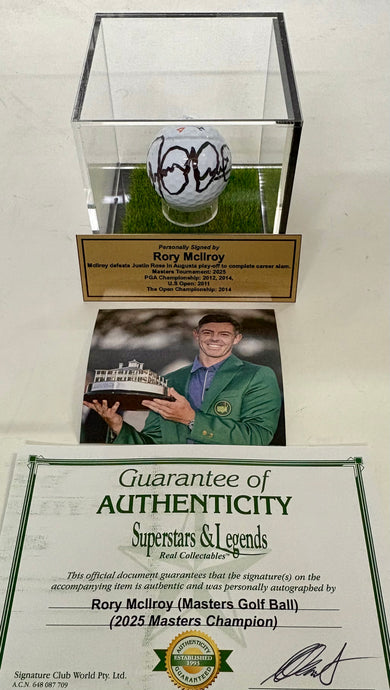 Personally Signed by
Rory McIlroy
McIlroy defeats Justin Rose in Augusta play-off to complete career slam.
Masters Tournament: 2025
PGA Championship: 2012, 2014,
U.S Open: 2011
The Open Championship: 2014
Guarantee of
AUTHENTICITY
Superstars & Legends
Real Collectables™
This official document guarantees that the signature(s) on the
accompanying item is authentic and was personally autographed by
Rory McIlroy (Masters Golf Ball)
(2025 Masters Champion)
AUTHENTICITY
ESTABLISHED
1993
GUARANTEED
Signature Club World Pty. Ltd.
A.C.N. 648 087 709